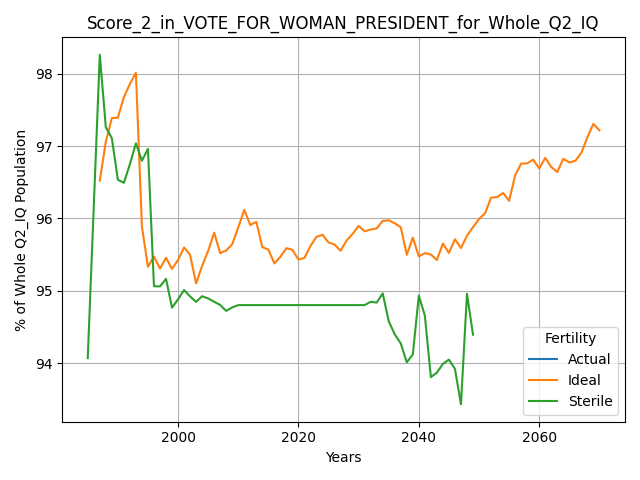 Score_2_in_VOTE_FOR_WOMAN_PRESIDENT_for_Whole_Q2_IQ
% of Whole Q2_IQ Population
98
97
96
95
94
Fertility
Actual
Ideal
Sterile
2000 2020 2040 2060
Years